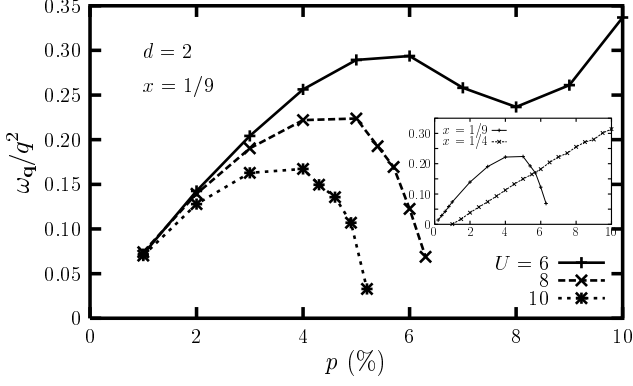 0.35
0.30
0.25
0.20
0.15
0.10
0.05
0
ω_q/q²
d = 2
x = 1/9
0.30
0.20
0.10
0
x = 1/9
x = 1/4
0 2 4 6 8 10
U = 6
8
10
0 2 4 6 8 10
p (%)